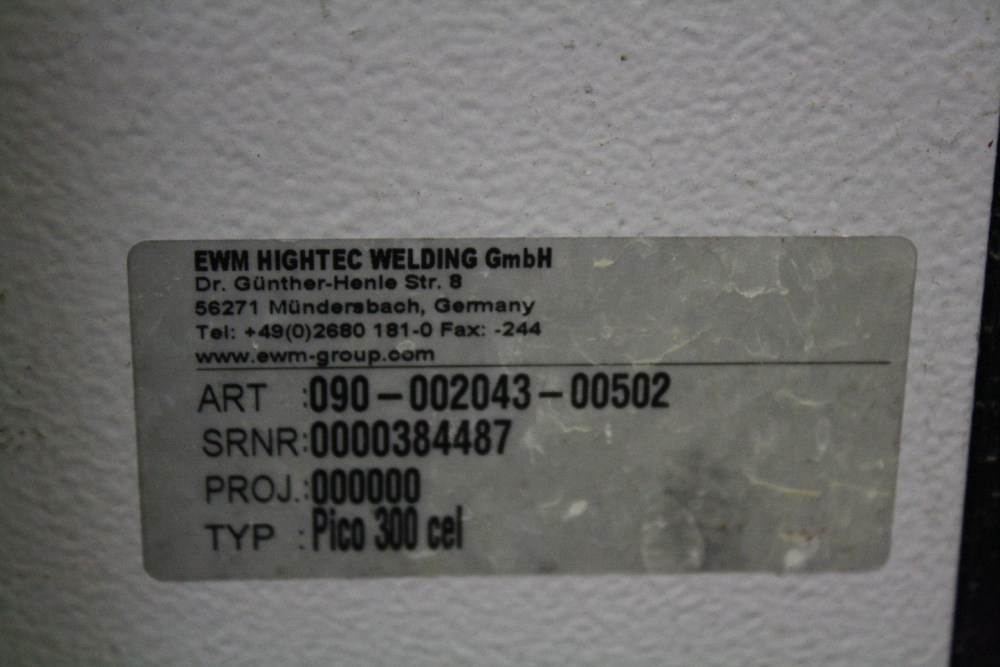 EWM HIGHTEC WELDING GmbH
Dr. Günther-Henle Str. 8
56271 Mündersbach, Germany
Tel: +49(0)2680 181-0 Fax: -244
www.ewm-group.com
ART :090-002043-00502
SRNR:0000384487
PROJ.:000000
TYP :Pico 300 cel